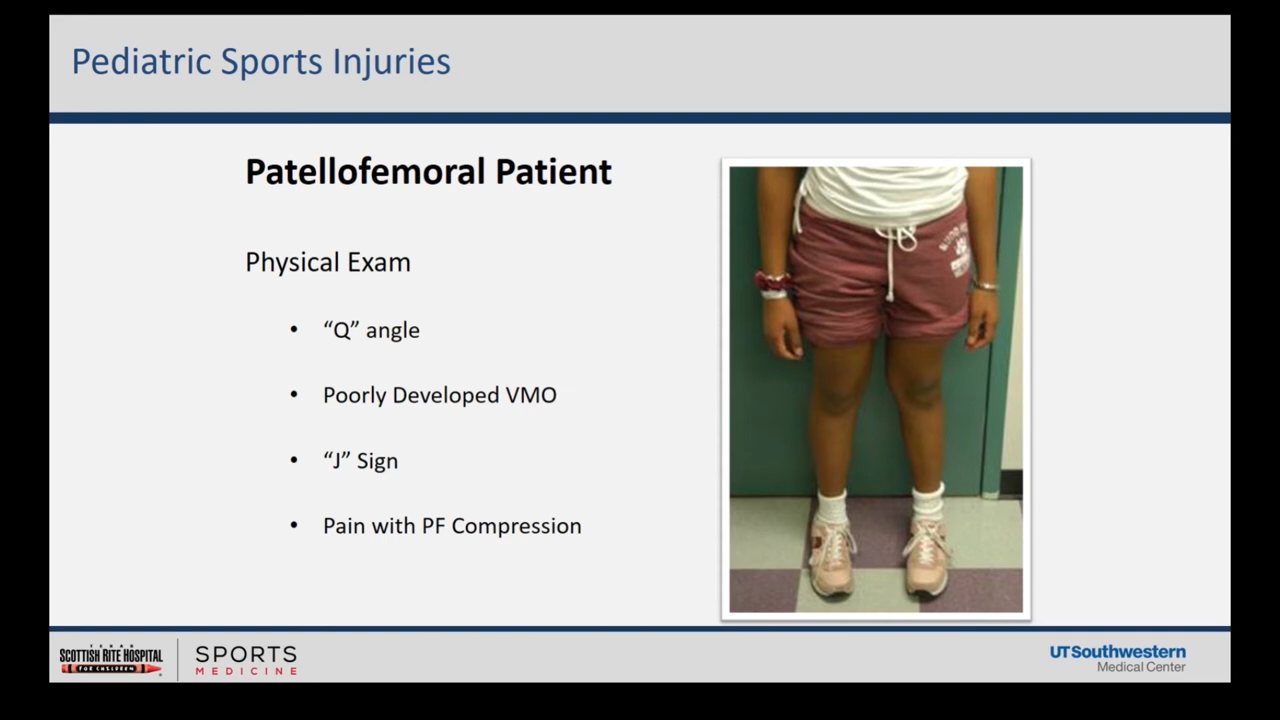 Pediatric Sports Injuries
Patellofemoral Patient
Physical Exam
• “Q” angle
• Poorly Developed VMO
• “J” Sign
• Pain with PF Compression
TEXAS
SCOTTISH RITE HOSPITAL
FOR CHILDREN
SPORTS
MEDICINE
UTSouthwestern
Medical Center